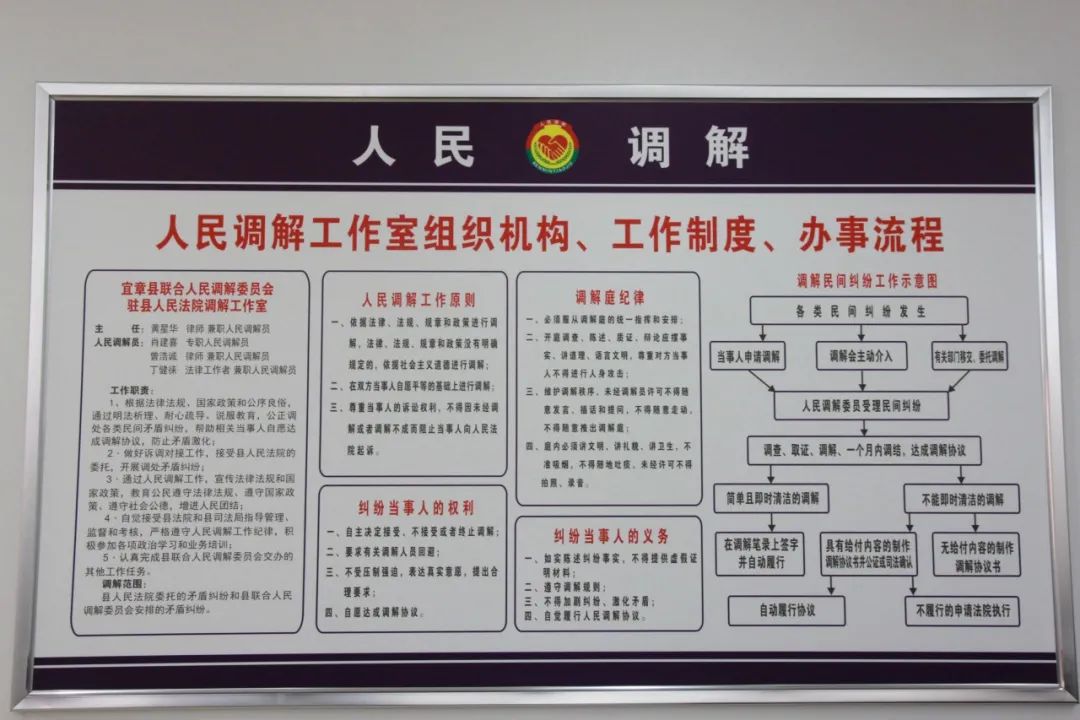 人民 调解
人民调解工作室组织机构、工作制度、办事流程
宜章县联合人民调解委员会
驻县人民法院调解工作室
主 任：黄星华 律师 兼职人民调解员
人民调解员：肖建喜 专职人民调解员
曾浩诚 律师 兼职人民调解员
丁健徕 法律工作者 兼职人民调解员
工作职责：
1、根据法律法规、国家政策和公序良俗，
通过明法析理、耐心疏导、说服教育，公正调
处各类民间矛盾纠纷，帮助相关当事人自愿达
成调解协议，防止矛盾激化；
2·做好诉调对接工作，接受县人民法院的
委托，开展调处矛盾纠纷；
3·通过人民调解工作，宣传法律法规和国
家政策，教育公民遵守法律法规、遵守国家政
策、遵守社会公德，增进人民团结；
4·自觉接受县法院和县司法局指导管理、
监督和考核，严格遵守人民调解工作纪律，积
极参加各项政治学习和业务培训；
5·认真完成县联合人民调解委员会交办的
其他工作任务。
调解范围：
县人民法院委托的矛盾纠纷和县联合人民
调解委员会安排的矛盾纠纷。
人民调解工作原则
一、依据法律、法规、规章和政策进行调
解，法律、法规、规章和政策没有明确
规定的，依据社会主义道德进行调解；
二、在双方当事人自愿平等的基础上进行调解；
三、尊重当事人的诉讼权利，不得因未经调
解或者调解不成而阻止当事人向人民法
院起诉。
纠纷当事人的权利
一、自主决定接受、不接受或者终止调解；
二、要求有关调解人员回避；
三、不受压制强迫，表达真实意愿，提出合
理要求；
四、自愿达成调解协议。
调解庭纪律
一、必须服从调解庭的统一指挥和安排；
二、开庭调查、陈述、质证、辩论应摆事
实、讲道理、语言文明，尊重对方当事
人不得进行人身攻击；
三、维护调解秩序、未经调解员许可不得随
意发言、插话和提问，不得随意走动，
不得随意推出调解庭；
四、庭内必须讲文明、讲礼貌、讲卫生、不
准吸烟，不得随地吐痰，未经许可不得
拍照、录音。
纠纷当事人的义务
一、如实陈述纠纷事实，不得提供虚假证
明材料；
二、遵守调解规则；
三、不得加剧纠纷、激化矛盾；
四、自觉履行人民调解协议。
调解民间纠纷工作示意图
各类民间纠纷发生
当事人申请调解
调解会主动介入
有关部门移交、委托调解
人民调解委员受理民间纠纷
调查、取证、调解、一个月内调结，达成调解协议
简单且即时清洁的调解
不能即时清洁的调解
在调解笔录上签字
并自动履行
具有给付内容的制作
调解协议书并公证或司法确认
无给付内容的制作
调解协议书
自动履行协议
不履行的申请法院执行